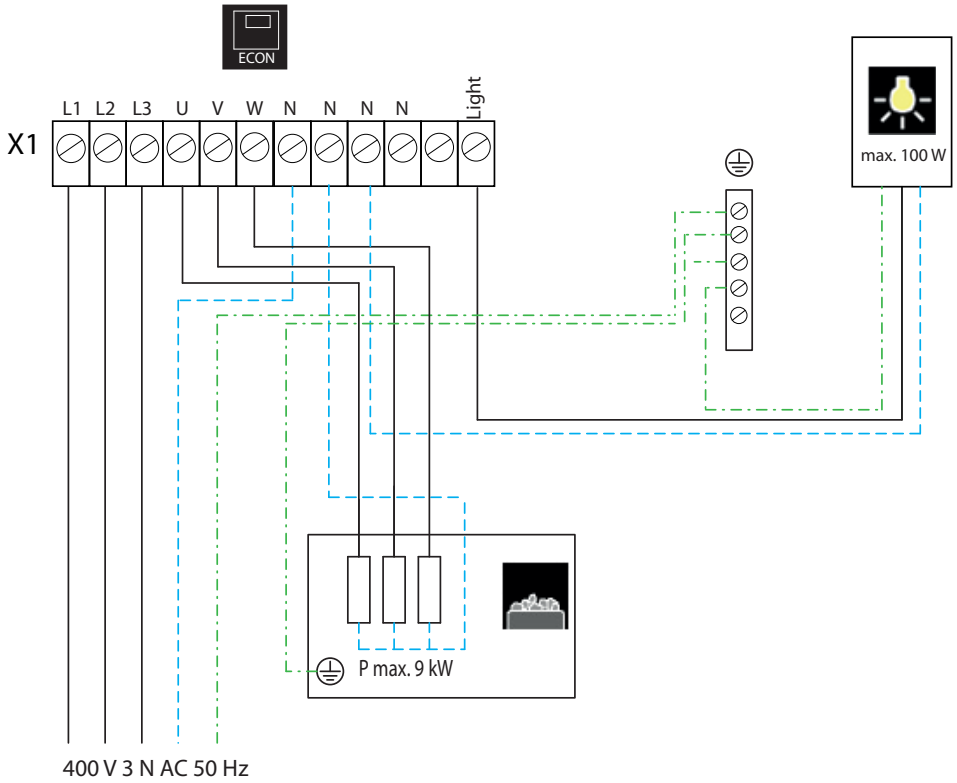 ECON
L1 L2 L3 U V W N N N N Light
X1
max. 100 W
P max. 9 kW
400 V 3 N AC 50 Hz